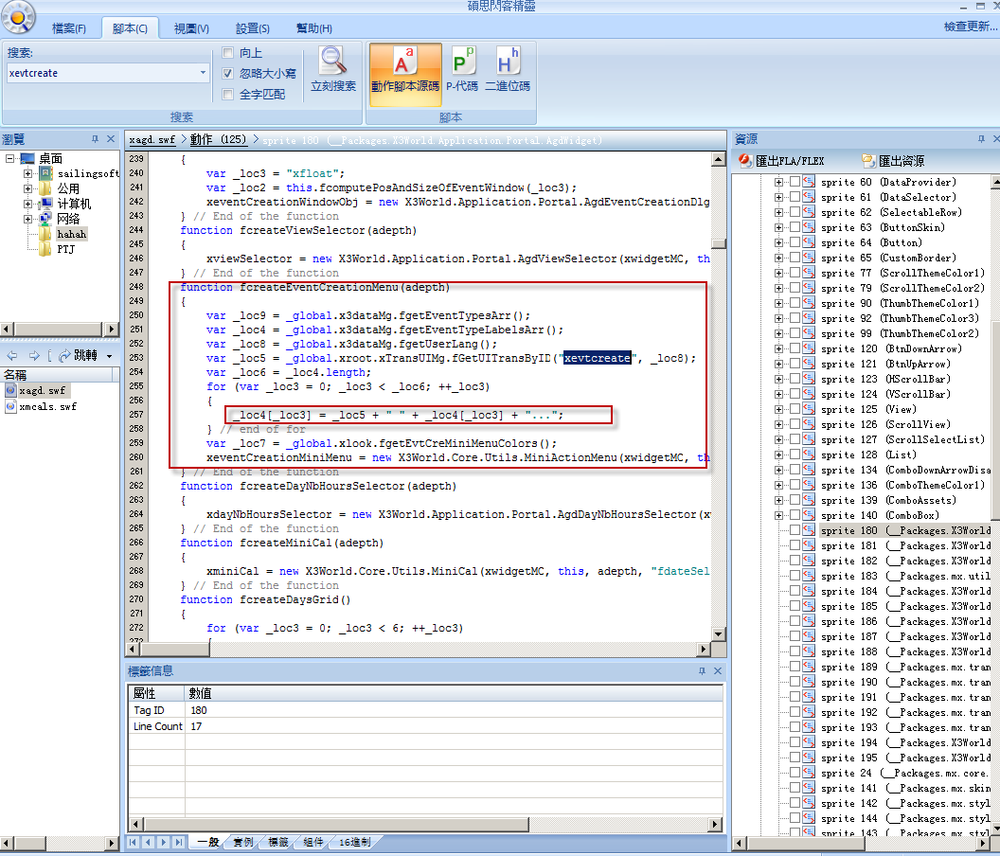 碩思閃客精靈
檔案(F) 腳本(C) 視圖(V) 設置(S) 幫助(H) 檢查更新...
搜索:
xevtcreate
向上
忽略大小寫
全字匹配
立刻搜索
搜索
動作腳本源碼
P-代碼
二進位碼
腳本
瀏覽
桌面
sailingsoft
公用
计算机
网络
hahah
PTJ
跳轉
名稱
xagd.swf
xmcals.swf
xagd.swf > 動作 (125) > sprite 180 (__Packages.X3World.Application.Portal.AgdWidget)
239 {
240 var _loc3 = "xfloat";
241 var _loc2 = this.fcomputePosAndSizeOfEventWindow(_loc3);
242 xeventCreationWindowObj = new X3World.Application.Portal.AgdEventCreationDlg
243 } // End of the function
244 function fcreateViewSelector(adepth)
245 {
246 xviewSelector = new X3World.Application.Portal.AgdViewSelector(xwidgetMC, th
247 } // End of the function
248 function fcreateEventCreationMenu(adepth)
249 {
250 var _loc9 = _global.x3dataMg.fgetEventTypesArr();
251 var _loc4 = _global.x3dataMg.fgetEventTypeLabelsArr();
252 var _loc8 = _global.x3dataMg.fgetUserLang();
253 var _loc5 = _global.xroot.xTransUIMg.fGetUITransByID("xevtcreate", _loc8);
254 var _loc6 = _loc4.length;
255 for (var _loc3 = 0; _loc3 < _loc6; ++_loc3)
256 {
257 _loc4[_loc3] = _loc5 + " " + _loc4[_loc3] + "...";
258 } // end of for
259 var _loc7 = _global.xlook.fgetEvtCreMiniMenuColors();
260 xeventCreationMiniMenu = new X3World.Core.Utils.MiniActionMenu(xwidgetMC, th
261 } // End of the function
262 function fcreateDayNbHoursSelector(adepth)
263 {
264 xdayNbHoursSelector = new X3World.Application.Portal.AgdDayNbHoursSelector(x
265 } // End of the function
266 function fcreateMiniCal(adepth)
267 {
268 xminiCal = new X3World.Core.Utils.MiniCal(xwidgetMC, this, adepth, "fdateSel
269 } // End of the function
270 function fcreateDaysGrid()
271 {
272 for (var _loc3 = 0; _loc3 < 6; ++_loc3)
273 {
標籤信息
屬性 數值
Tag ID 180
Line Count 17
一般 實例 標籤 組件 16進制
資源
匯出FLA/FLEX 匯出資源
sprite 60 (DataProvider)
sprite 61 (DataSelector)
sprite 62 (SelectableRow)
sprite 63 (ButtonSkin)
sprite 64 (Button)
sprite 65 (CustomBorder)
sprite 77 (ScrollThemeColor1)
sprite 79 (ScrollThemeColor2)
sprite 90 (ThumbThemeColor1)
sprite 92 (ThumbThemeColor3)
sprite 99 (ThumbThemeColor2)
sprite 120 (BtnDownArrow)
sprite 121 (BtnUpArrow)
sprite 123 (HScrollBar)
sprite 124 (VScrollBar)
sprite 125 (View)
sprite 126 (ScrollView)
sprite 127 (ScrollSelectList)
sprite 128 (List)
sprite 134 (ComboDownArrowDisa
sprite 136 (ComboThemeColor1)
sprite 139 (ComboAssets)
sprite 140 (ComboBox)
sprite 180 (__Packages.X3World
sprite 181 (__Packages.X3World
sprite 182 (__Packages.X3World
sprite 183 (__Packages.mx.util
sprite 184 (__Packages.X3World
sprite 185 (__Packages.X3World
sprite 186 (__Packages.X3World
sprite 187 (__Packages.X3World
sprite 188 (__Packages.X3World
sprite 189 (__Packages.mx.tran
sprite 190 (__Packages.mx.tran
sprite 191 (__Packages.mx.tran
sprite 192 (__Packages.mx.tran
sprite 193 (__Packages.mx.tran
sprite 194 (__Packages.X3World
sprite 195 (__Packages.X3World
sprite 24 (__Packages.mx.core.
sprite 141 (__Packages.mx.skin
sprite 142 (__Packages.mx.styl
sprite 144 (__Packages.mx.styl
sprite 143 (__Packages.mx.styl